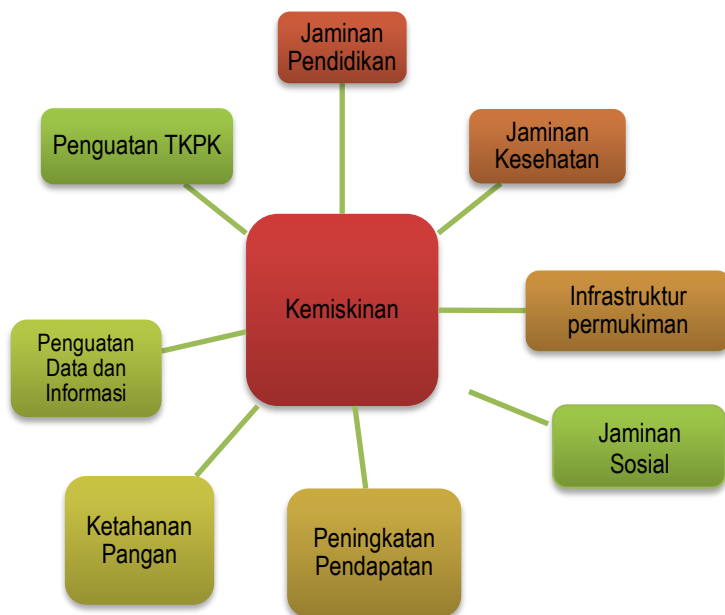 Jaminan
Pendidikan
Penguatan TKPK
Jaminan
Kesehatan
Kemiskinan
Infrastruktur
permukiman
Penguatan
Data dan
Informasi
Jaminan
Sosial
Ketahanan
Pangan
Peningkatan
Pendapatan